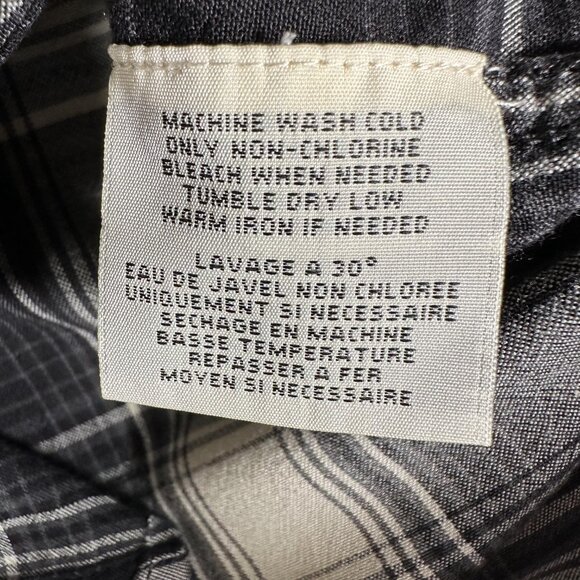 MACHINE WASH COLD
ONLY NON-CHLORINE
BLEACH WHEN NEEDED
TUMBLE DRY LOW
WARM IRON IF NEEDED
LAVAGE A 30°
EAU DE JAVEL NON CHLOREE
UNIQUEMENT SI NECESSAIRE
SECHAGE EN MACHINE
BASSE TEMPERATURE
REPASSER A FER
MOYEN SI NECESSAIRE